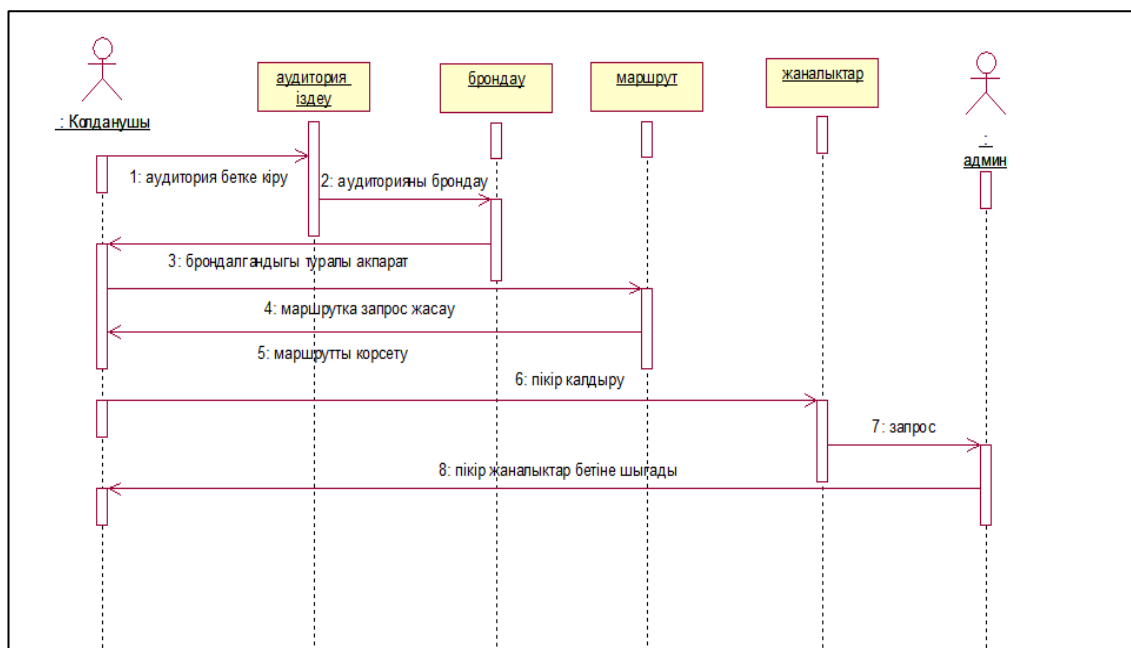 : Колданушы
аудитория
іздеу
брондау
маршрут
жаналыктар
:
админ
1: аудитория бетке кіру
2: аудиторияны брондау
3: брондалгандыгы туралы акпарат
4: маршрутка запрос жасау
5: маршрутты корсету
6: пікір калдыру
7: запрос
8: пікір жаналыктар бетіне шыгады